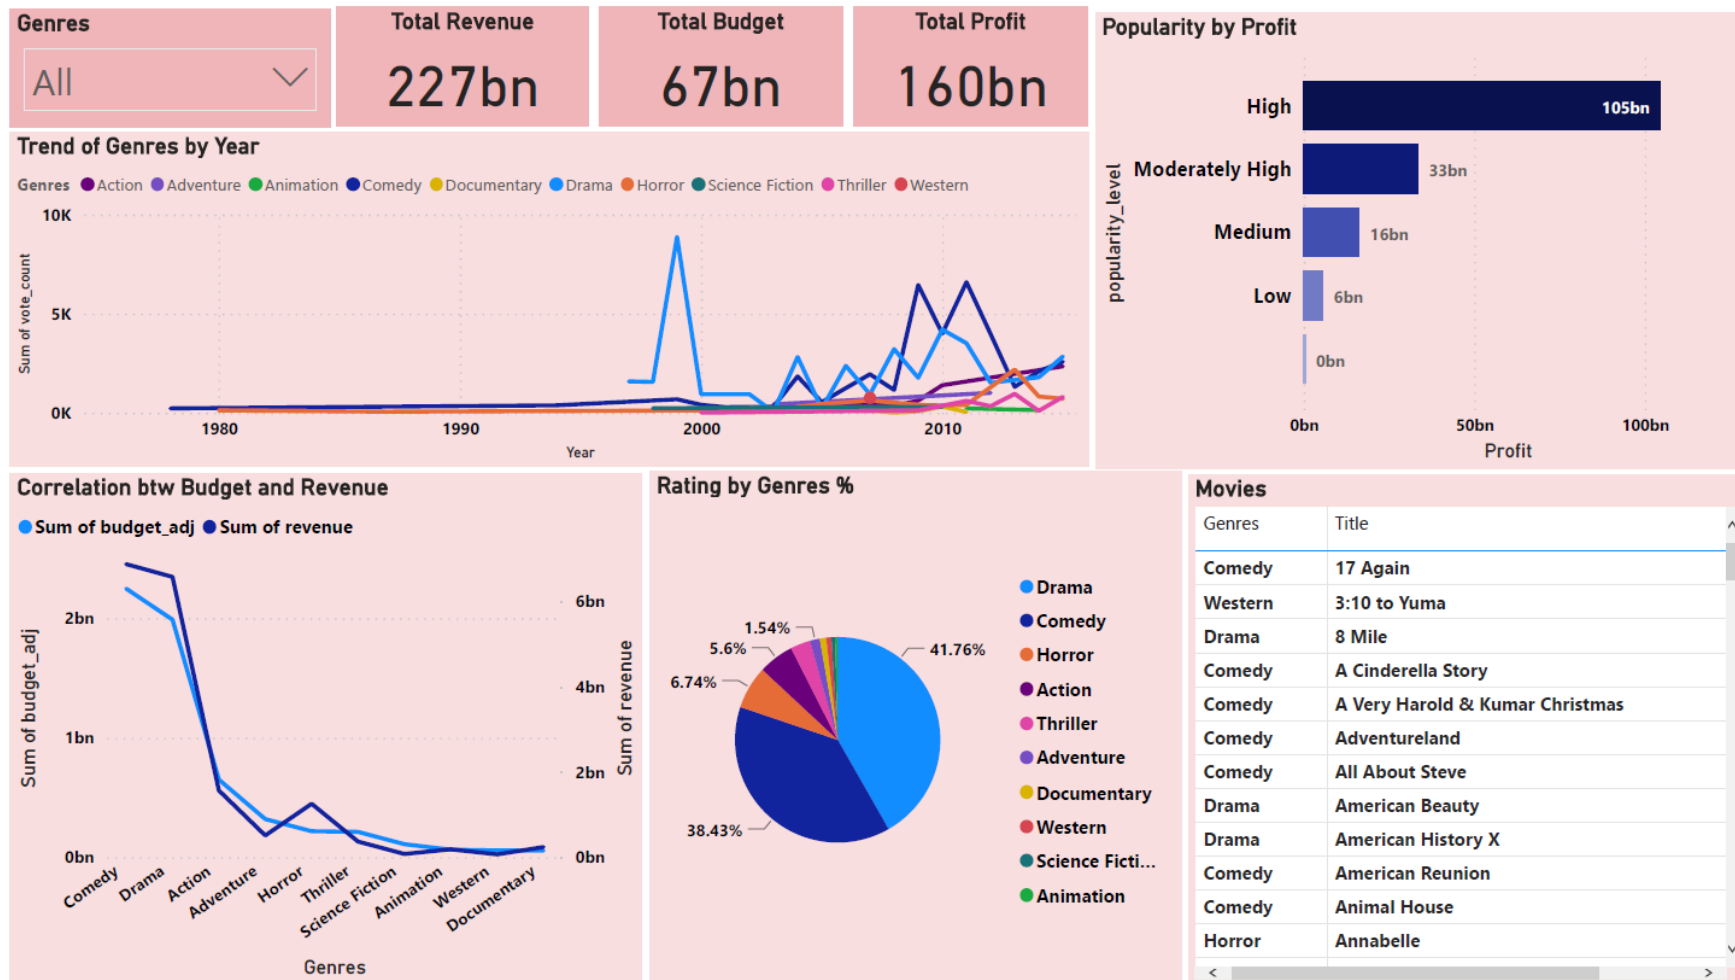 Genres
All
Total Revenue
227bn
Total Budget
67bn
Total Profit
160bn
Popularity by Profit
popularity_level
High
105bn
Moderately High
33bn
Medium
16bn
Low
6bn
0bn
0bn
50bn
100bn
Profit
Trend of Genres by Year
Genres Action Adventure Animation Comedy Documentary Drama Horror Science Fiction Thriller Western
Sum of vote_count
10K
5K
0K
1980
1990
2000
2010
Year
Correlation btw Budget and Revenue
Sum of budget_adj Sum of revenue
Sum of budget_adj
2bn
1bn
0bn
6bn
4bn
2bn
0bn
Sum of revenue
Comedy
Drama
Action
Adventure
Horror
Thriller
Science Fiction
Animation
Western
Documentary
Genres
Rating by Genres %
1.54%
5.6%
6.74%
38.43%
41.76%
Drama
Comedy
Horror
Action
Thriller
Adventure
Documentary
Western
Science Ficti...
Animation
Movies
Genres Title
Comedy 17 Again
Western 3:10 to Yuma
Drama 8 Mile
Comedy A Cinderella Story
Comedy A Very Harold & Kumar Christmas
Comedy Adventureland
Comedy All About Steve
Drama American Beauty
Drama American History X
Comedy American Reunion
Comedy Animal House
Horror Annabelle